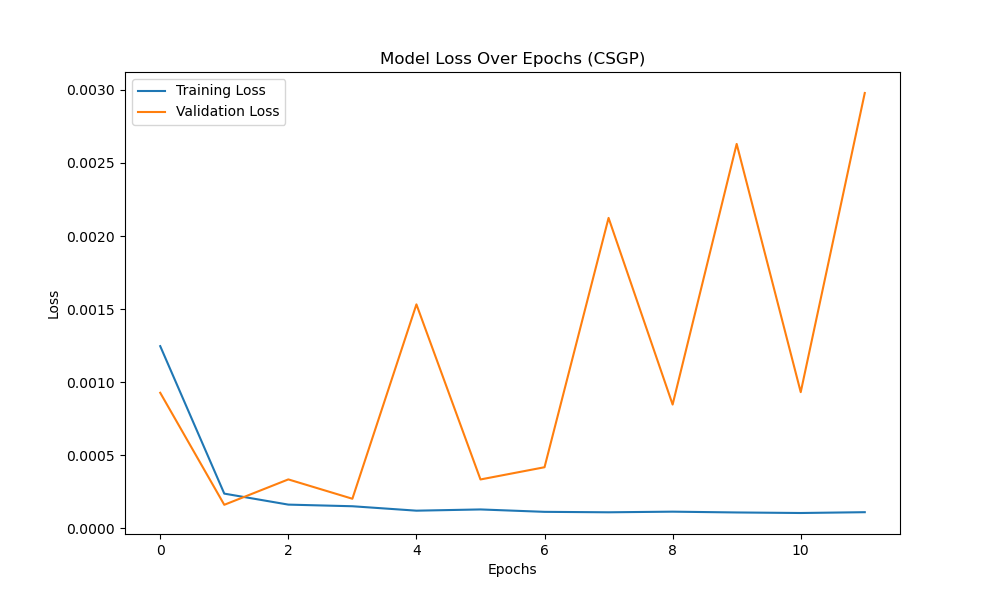 Model Loss Over Epochs (CSGP)
Training Loss
Validation Loss
0.0030
0.0025
0.0020
0.0015
0.0010
0.0005
0.0000
Loss
0 2 4 6 8 10
Epochs